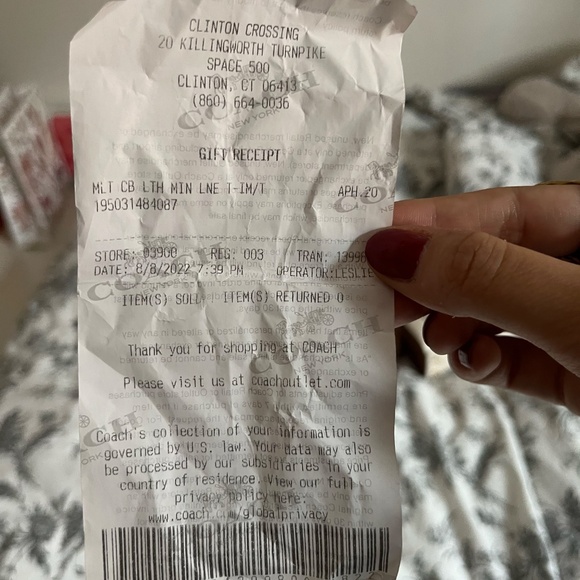 CLINTON CROSSING
20 KILLINGWORTH TURNPIKE
SPACE 500
CLINTON, CT 06413
(860) 664-0036
GIFT RECEIPT
MLT CB LTH MIN LNE T-IM/T APH.20
195031484087
STORE: 03900 REG: 003 TRAN: 13998
DATE: 8/8/2022 7:39 PM OPERATOR:LESLIE
ITEM(S) SOLD ITEM(S) RETURNED 0
Thank you for shopping at COACH
Please visit us at coachoutlet.com
Coach's collection of your information is
governed by U.S. law. Your data may also
be processed by our subsidiaries in your
country of residence. View our full
privacy policy here:
www.coach.com/globalprivacy